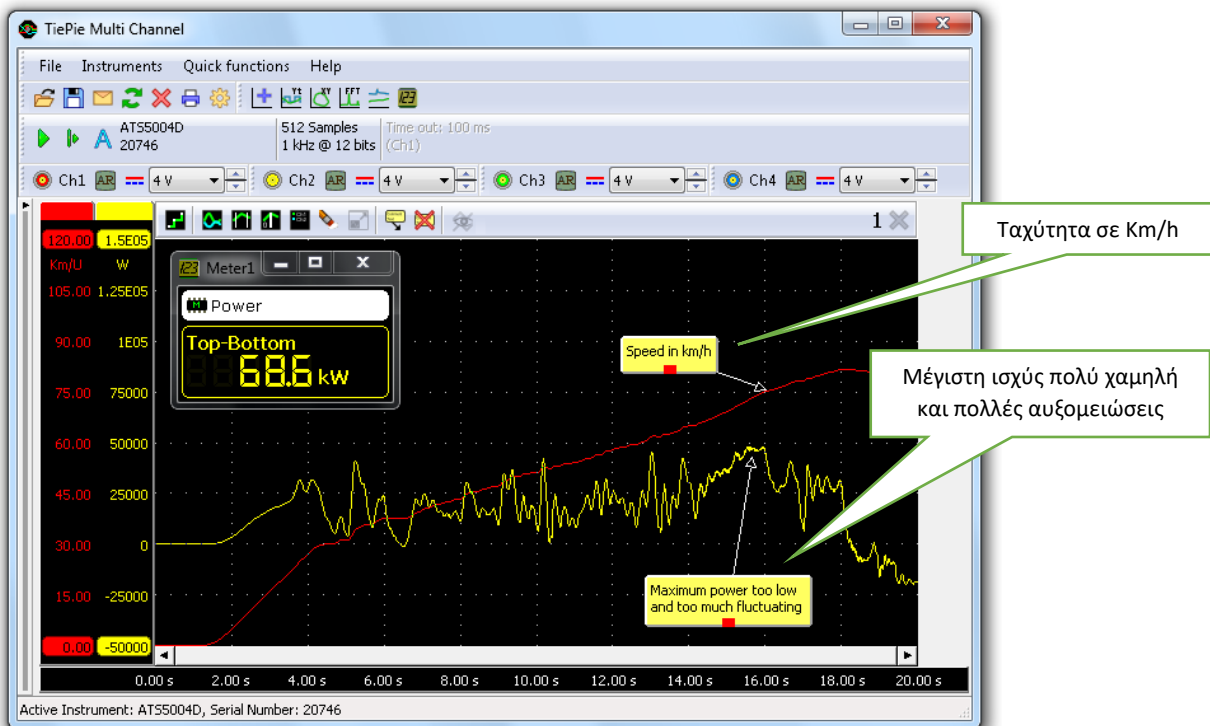 TiePie Multi Channel
File Instruments Quick functions Help
Yt XY FFT 123
ATS5004D
20746
512 Samples
1 kHz @ 12 bits
Time out: 100 ms
(Ch1)
Ch1 AR 4 V Ch2 AR 4 V Ch3 AR 4 V Ch4 AR 4 V
1
120.00 1.5E05
Km/U W
105.00 1.25E05
90.00 1E05
75.00 75000
60.00 50000
45.00 25000
30.00 0
15.00 -25000
0.00 -50000
123 Meter1
M Power
Top-Bottom
68.6 kW
Speed in km/h
Maximum power too low
and too much fluctuating
Ταχύτητα σε Km/h
Μέγιστη ισχύς πολύ χαμηλή
και πολλές αυξομειώσεις
0.00 s 2.00 s 4.00 s 6.00 s 8.00 s 10.00 s 12.00 s 14.00 s 16.00 s 18.00 s 20.00 s
Active Instrument: ATS5004D, Serial Number: 20746